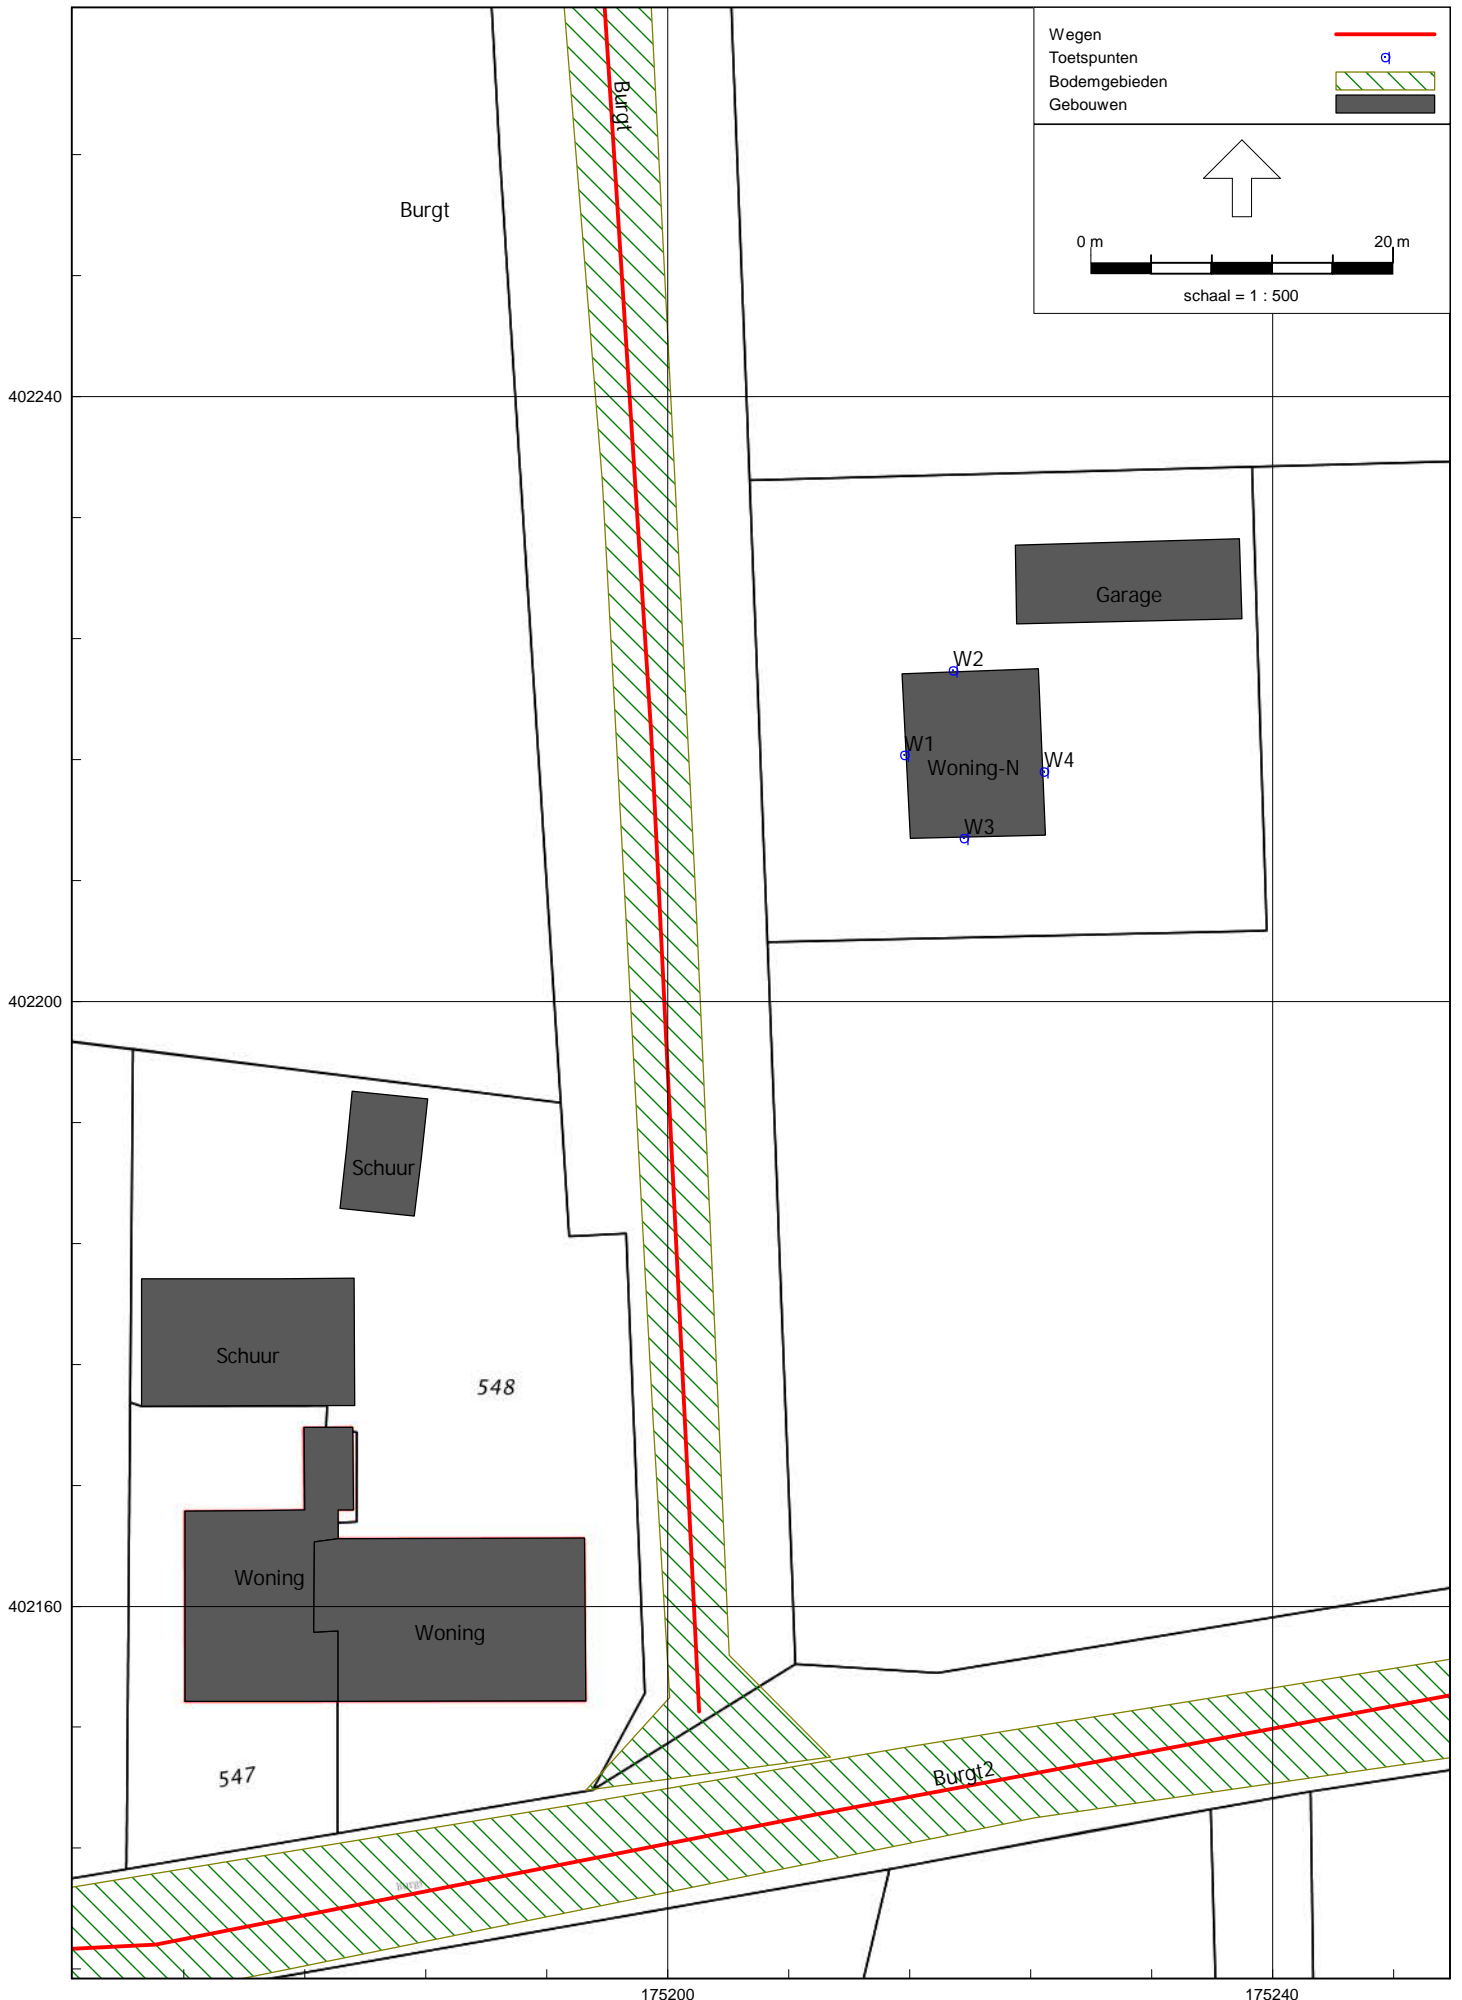 Wegen
Toetspunten
Bodemgebieden
Gebouwen
0 m 20 m
schaal = 1 : 500
Burgt
Burgt
402240
Garage
W2
W1
W4
Woning-N
W3
402200
Schuur
Schuur
548
Woning
402160
Woning
547
Burgt2
Burgt
175200 175240